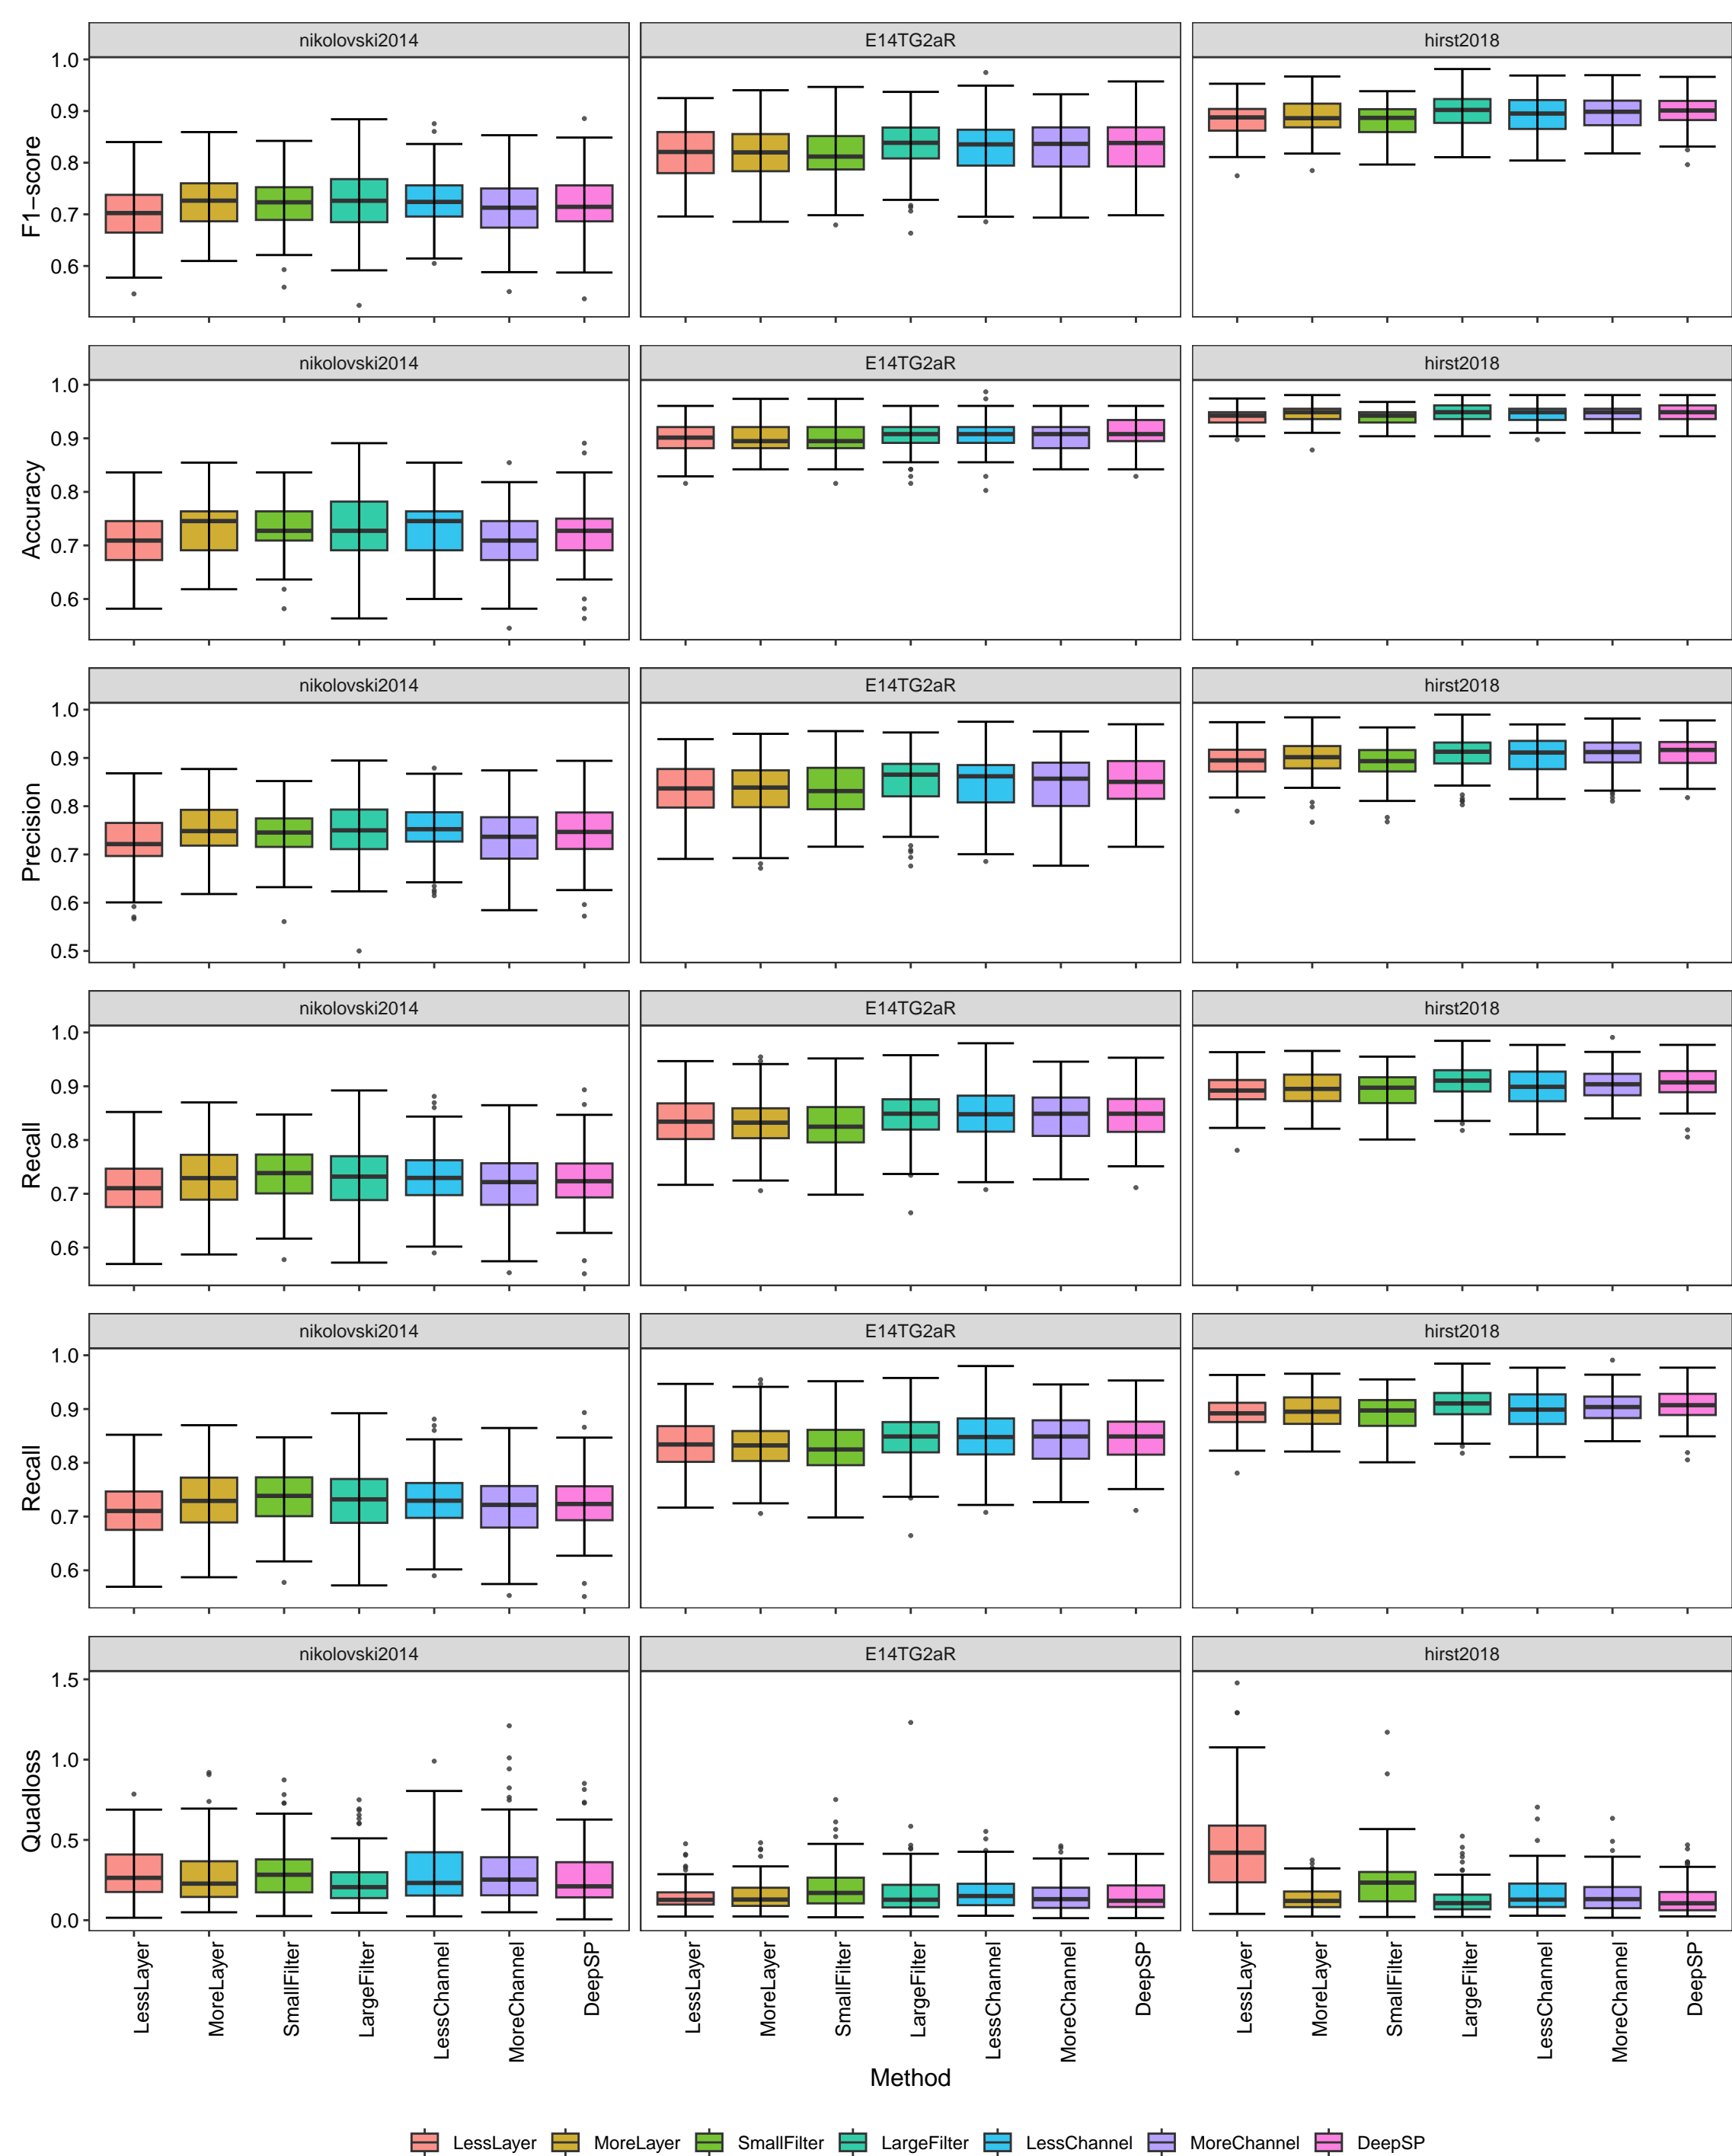 nikolovski2014 E14TG2aR hirst2018
F1−score
1.0
0.9
0.8
0.7
0.6
nikolovski2014 E14TG2aR hirst2018
Accuracy
1.0
0.9
0.8
0.7
0.6
nikolovski2014 E14TG2aR hirst2018
Precision
1.0
0.9
0.8
0.7
0.6
0.5
nikolovski2014 E14TG2aR hirst2018
Recall
1.0
0.9
0.8
0.7
0.6
nikolovski2014 E14TG2aR hirst2018
Recall
1.0
0.9
0.8
0.7
0.6
nikolovski2014 E14TG2aR hirst2018
Quadloss
1.5
1.0
0.5
0.0
LessLayer MoreLayer SmallFilter LargeFilter LessChannel MoreChannel DeepSP LessLayer MoreLayer SmallFilter LargeFilter LessChannel MoreChannel DeepSP LessLayer MoreLayer SmallFilter LargeFilter LessChannel MoreChannel DeepSP
Method
LessLayer MoreLayer SmallFilter LargeFilter LessChannel MoreChannel DeepSP